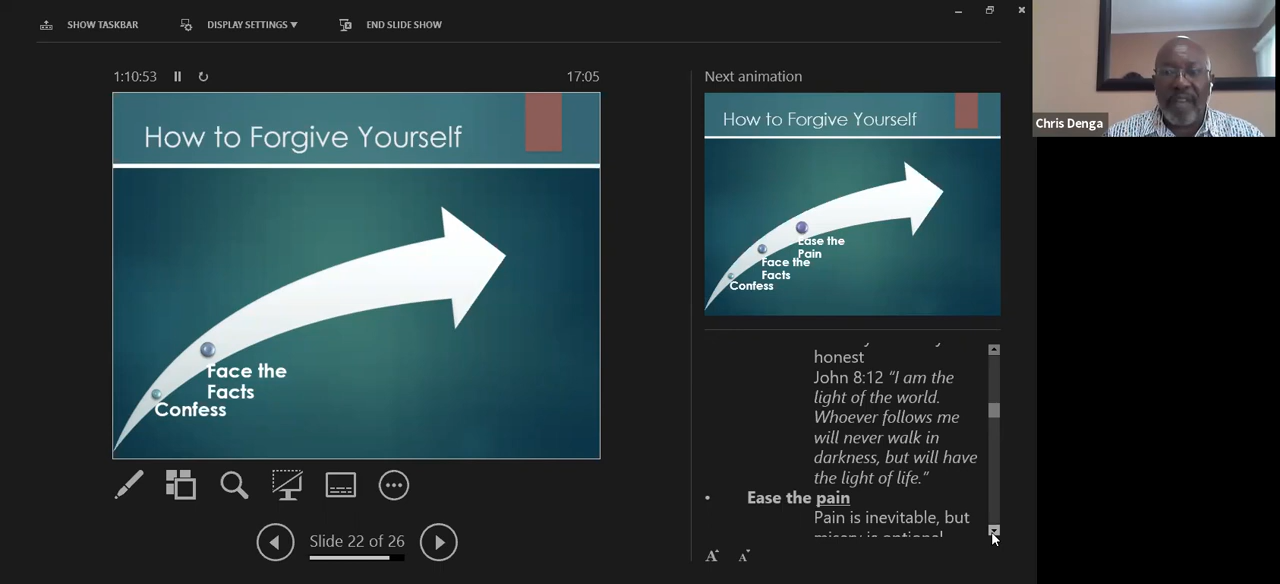 SHOW TASKBAR
DISPLAY SETTINGS ▼
END SLIDE SHOW
1:10:53
17:05
How to Forgive Yourself
Face the
Facts
Confess
Slide 22 of 26
Next animation
How to Forgive Yourself
Ease the
Pain
Face the
Facts
Confess
honest
John 8:12 “I am the
light of the world.
Whoever follows me
will never walk in
darkness, but will have
the light of life.”
• Ease the pain
Pain is inevitable, but
misery is optional
A A
Chris Denga